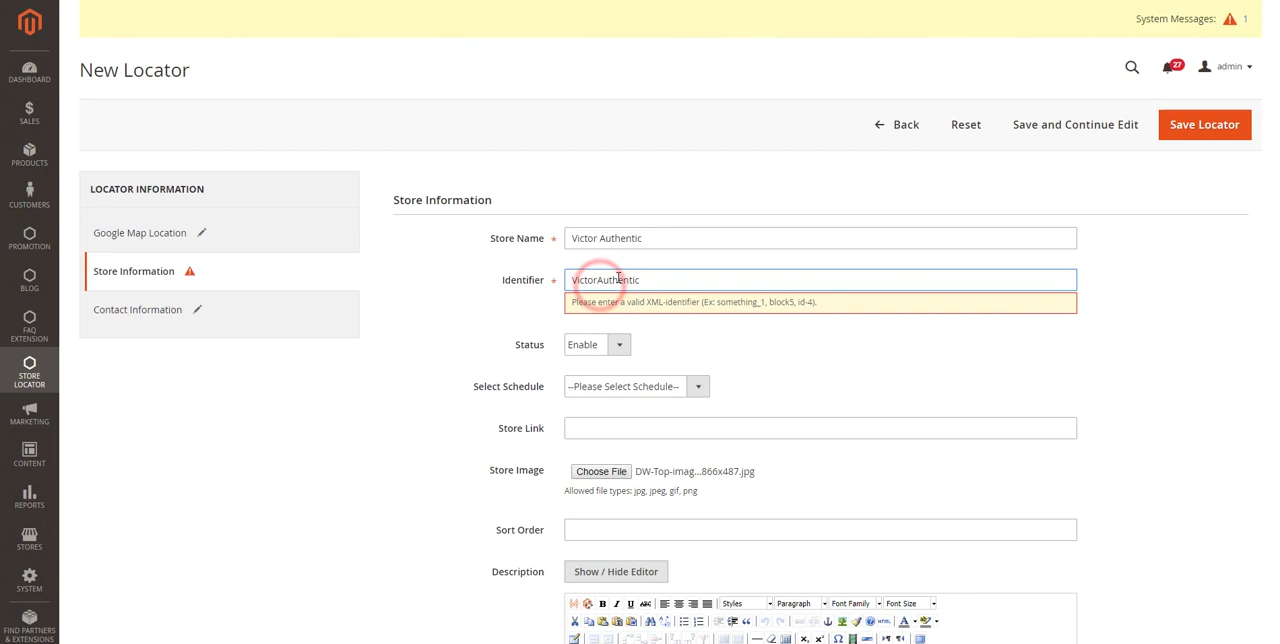 System Messages: 1
New Locator
27
admin
Back
Reset
Save and Continue Edit
Save Locator
DASHBOARD
$
SALES
PRODUCTS
CUSTOMERS
PROMOTION
BLOG
FAQ
EXTENSION
STORE
LOCATOR
MARKETING
CONTENT
REPORTS
STORES
SYSTEM
FIND PARTNERS
& EXTENSIONS
LOCATOR INFORMATION
Google Map Location
Store Information
Contact Information
Store Information
Store Name * Victor Authentic
Identifier * VictorAuthentic
Please enter a valid XML-identifier (Ex: something_1, block5, id-4).
Status Enable
Select Schedule --Please Select Schedule--
Store Link
Store Image Choose File DW-Top-imag...866x487.jpg
Allowed file types: jpg, jpeg, gif, png
Sort Order
Description Show / Hide Editor
B I U ABC Styles Paragraph Font Family Font Size
HTML A